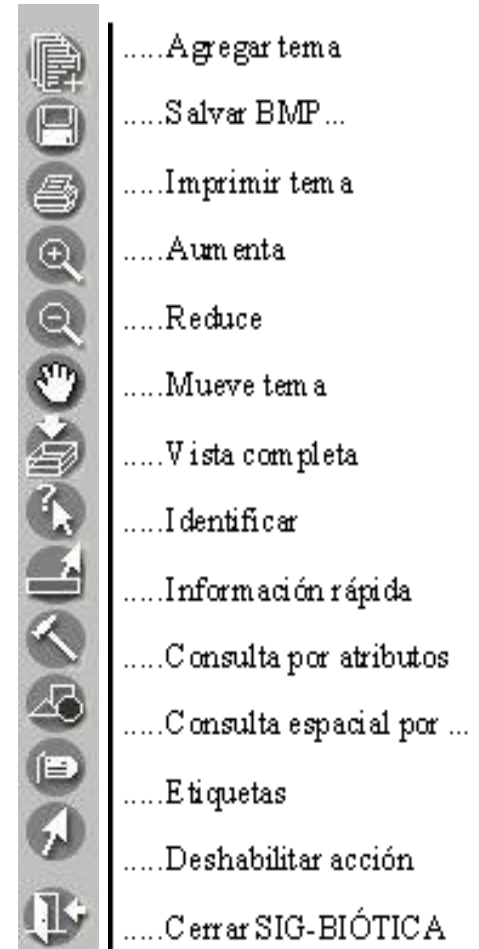 .....Agregar tema
.....Salvar BMP...
.....Imprimir tema
.....Aumenta
.....Reduce
.....Mueve tema
.....Vista completa
.....Identificar
.....Información rápida
.....Consulta por atributos
.....Consulta espacial por ...
.....Etiquetas
.....Deshabilitar acción
.....Cerrar SIG-BIÓTICA